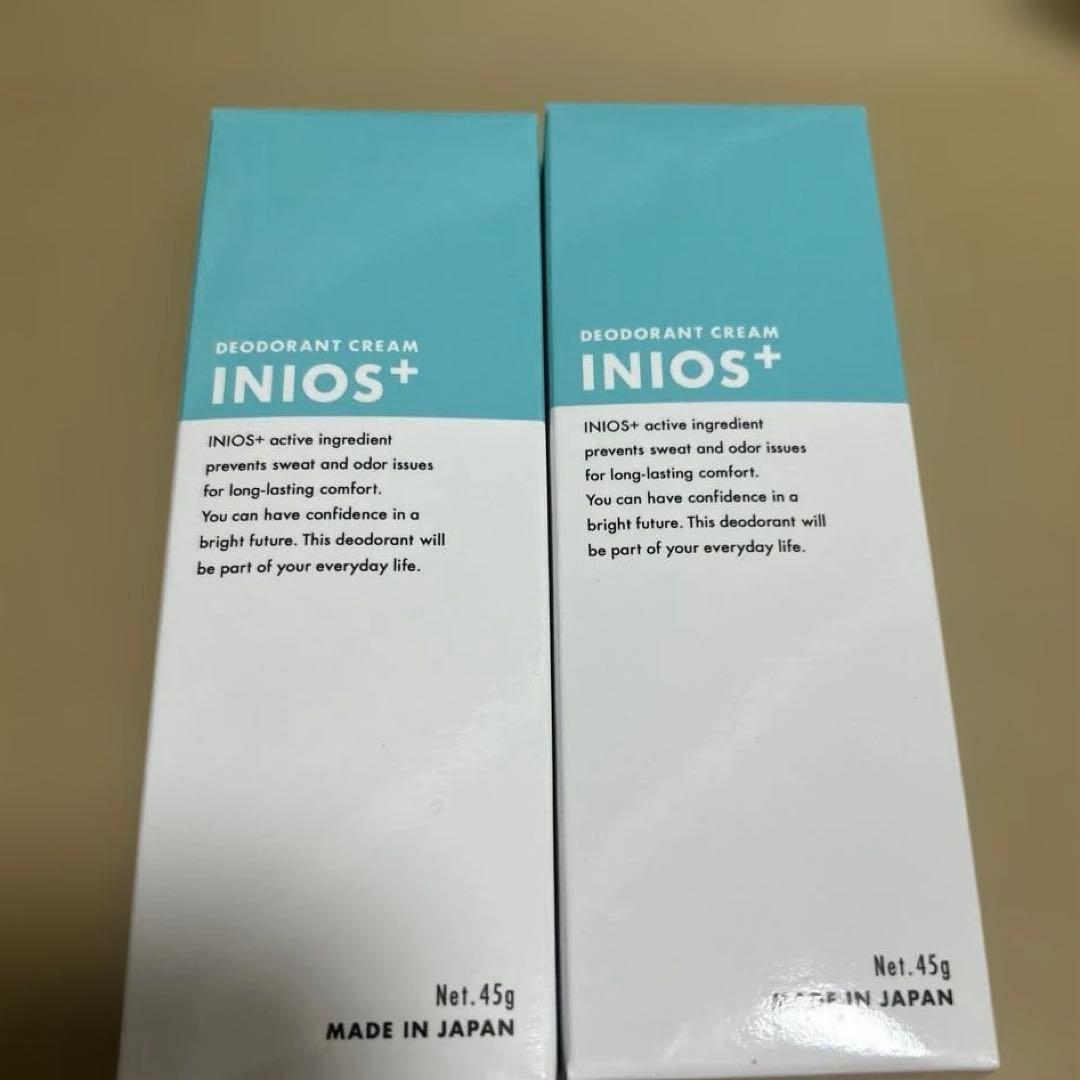 DEODORANT CREAM
INIOS+
INIOS+ active ingredient
prevents sweat and odor issues
for long-lasting comfort.
You can have confidence in a
bright future. This deodorant will
be part of your everyday life.
Net.45g
MADE IN JAPAN
DEODORANT CREAM
INIOS+
INIOS+ active ingredient
prevents sweat and odor issues
for long-lasting comfort.
You can have confidence in a
bright future. This deodorant will
be part of your everyday life.
Net.45g
MADE IN JAPAN